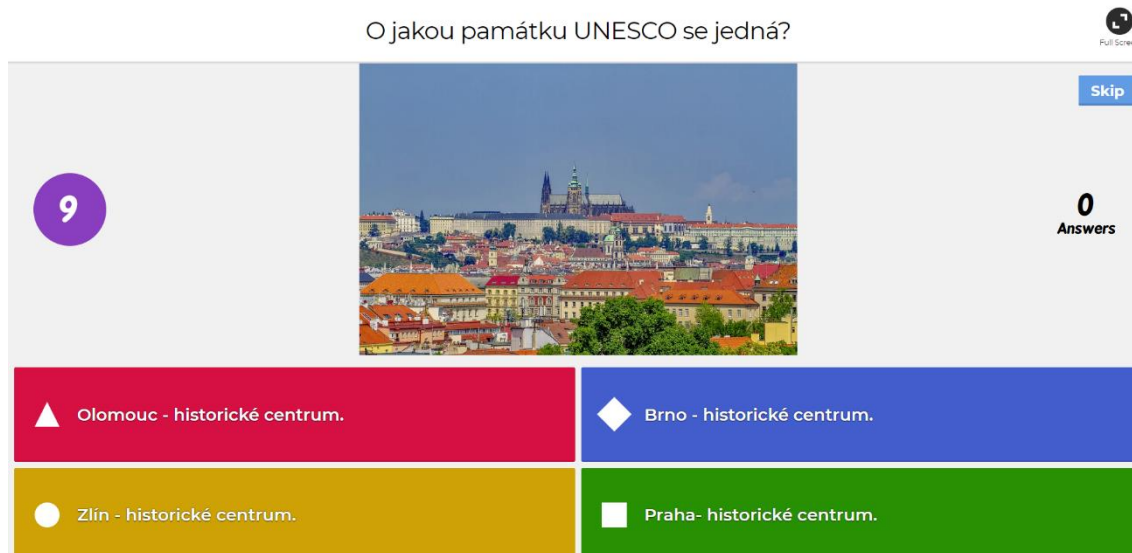 O jakou památku UNESCO se jedná?
Full Scree
Skip
9
0
Answers
Olomouc - historické centrum.
Brno - historické centrum.
Zlín - historické centrum.
Praha- historické centrum.